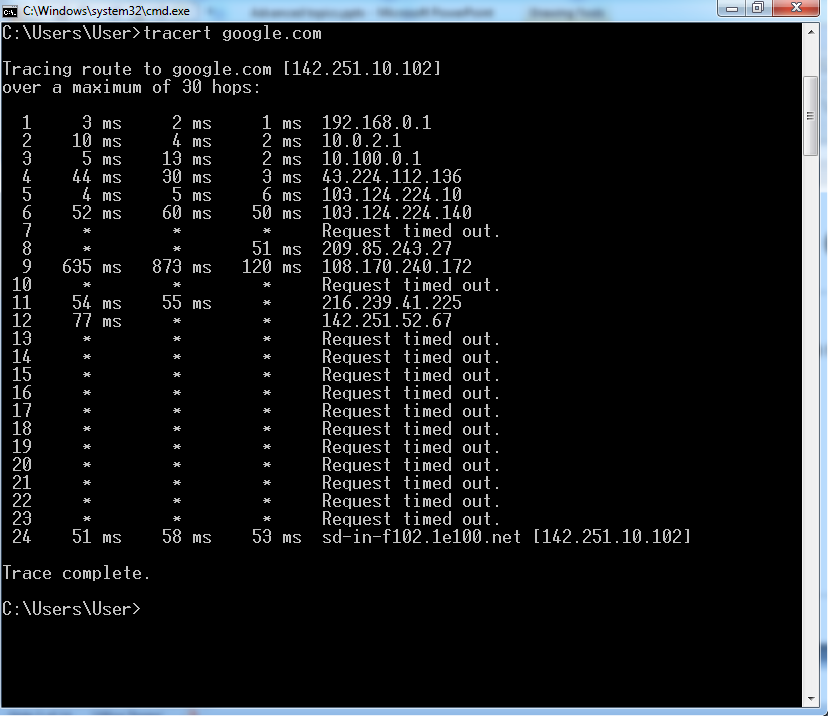 C:\Windows\system32\cmd.exe
C:\Users\User>tracert google.com
Tracing route to google.com [142.251.10.102]
over a maximum of 30 hops:
1 3 ms 2 ms 1 ms 192.168.0.1
2 10 ms 4 ms 2 ms 10.0.2.1
3 5 ms 13 ms 2 ms 10.100.0.1
4 44 ms 30 ms 3 ms 43.224.112.136
5 4 ms 5 ms 6 ms 103.124.224.10
6 52 ms 60 ms 50 ms 103.124.224.140
7 * * * Request timed out.
8 * * 51 ms 209.85.243.27
9 635 ms 873 ms 120 ms 108.170.240.172
10 * * * Request timed out.
11 54 ms 55 ms * 216.239.41.225
12 77 ms * * 142.251.52.67
13 * * * Request timed out.
14 * * * Request timed out.
15 * * * Request timed out.
16 * * * Request timed out.
17 * * * Request timed out.
18 * * * Request timed out.
19 * * * Request timed out.
20 * * * Request timed out.
21 * * * Request timed out.
22 * * * Request timed out.
23 * * * Request timed out.
24 51 ms 58 ms 53 ms sd-in-f102.1e100.net [142.251.10.102]
Trace complete.
C:\Users\User>